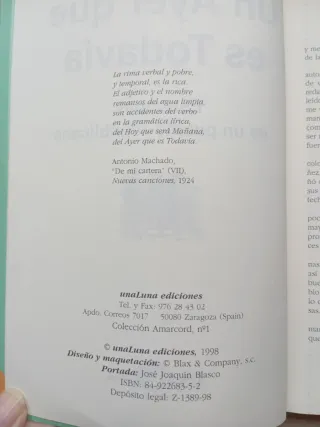 La rima verbal y pobre,
y temporal, es la rica.
El adjetivo y el nombre
remansos del agua limpia,
son accidentes del verbo
en la gramática lírica,
del Hoy que será Mañana,
del Ayer que es Todavía.
Antonio Machado,
"De mi cartera" (VII),
Nuevas canciones, 1924
unaLuna ediciones
Tel. y Fax: 976 28 43 02
Apdo. Correos 7017 50080 Zaragoza (Spain)
Colección Amarcord, nº1
© unaLuna ediciones, 1998
Diseño y maquetación: © Blax & Company, s.c.
Portada: José Joaquín Blasco
ISBN: 84-922683-5-2
Depósito legal: Z-1389-98